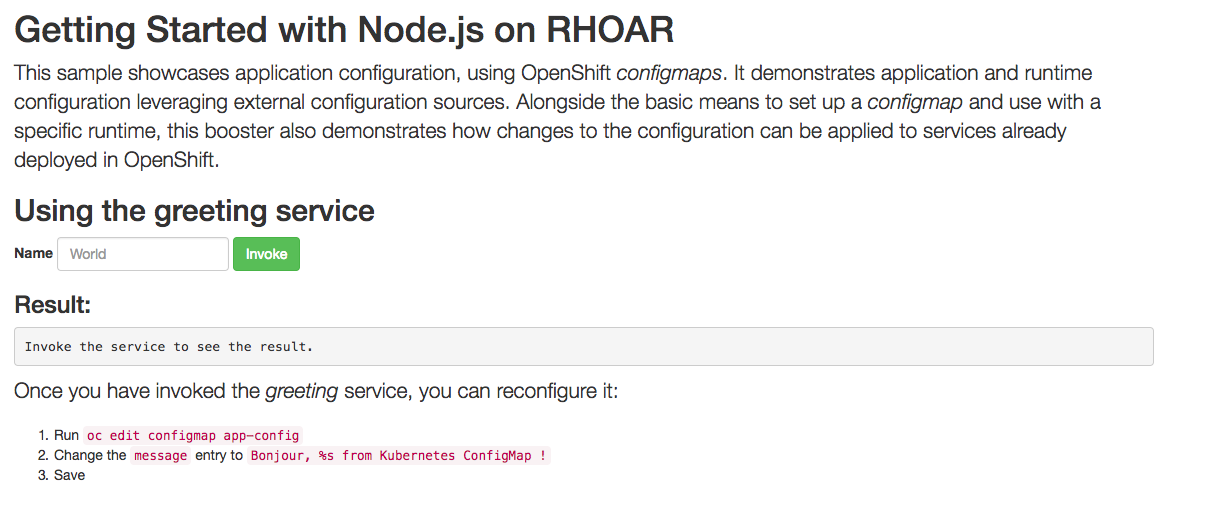 Getting Started with Node.js on RHOAR
This sample showcases application configuration, using OpenShift configmaps. It demonstrates application and runtime
configuration leveraging external configuration sources. Alongside the basic means to set up a configmap and use with a
specific runtime, this booster also demonstrates how changes to the configuration can be applied to services already
deployed in OpenShift.
Using the greeting service
Name World Invoke
Result:
Invoke the service to see the result.
Once you have invoked the greeting service, you can reconfigure it:
1. Run oc edit configmap app-config
2. Change the message entry to Bonjour, %s from Kubernetes ConfigMap !
3. Save